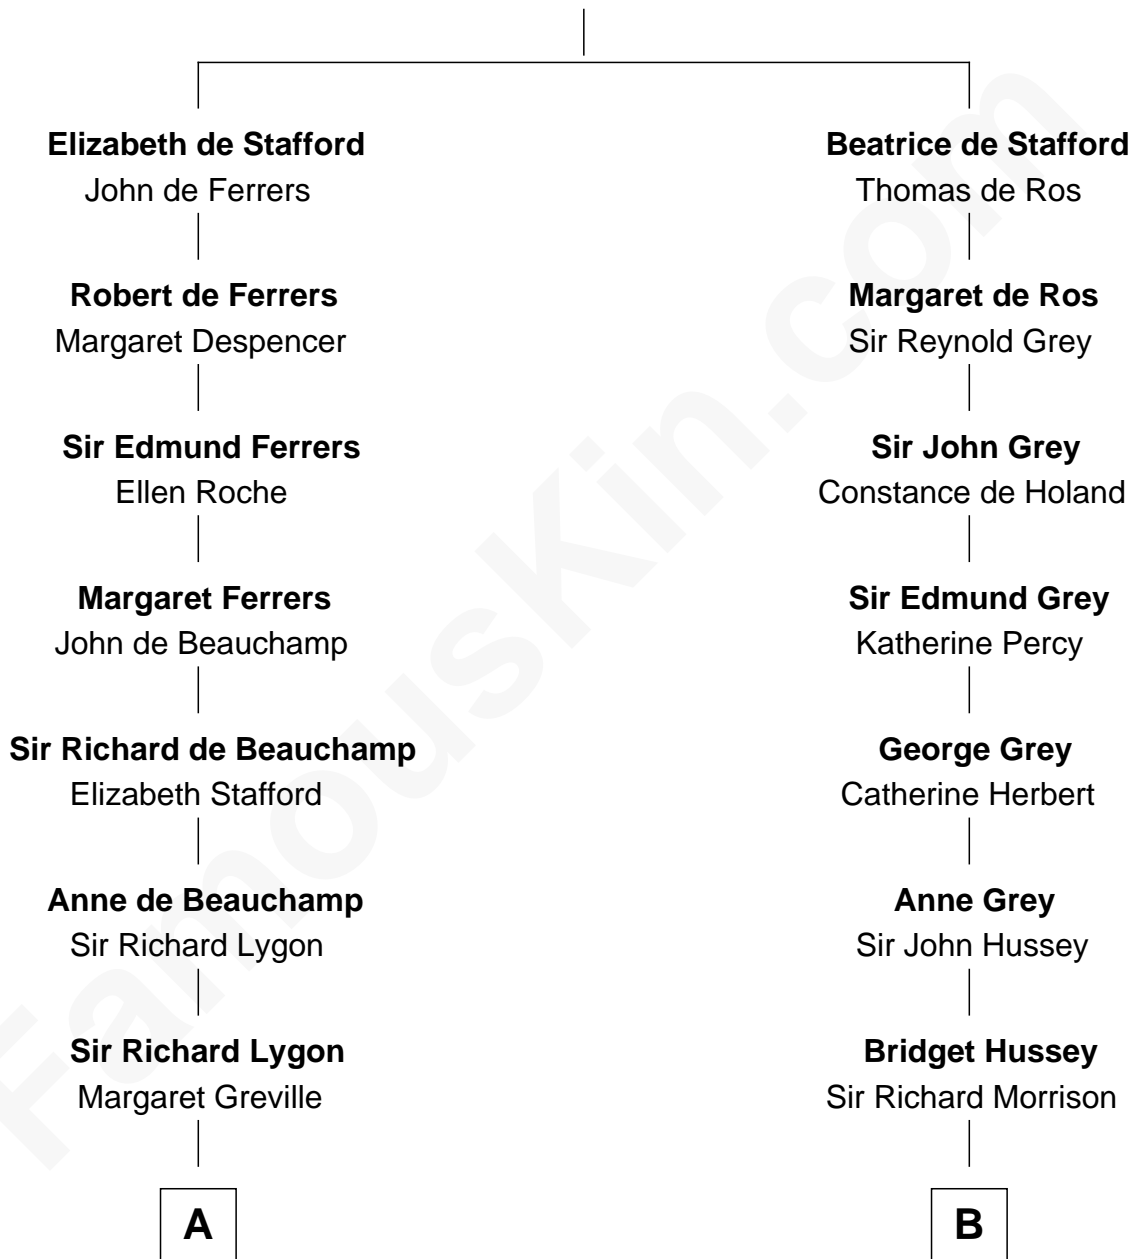 Elizabeth de Stafford
John de Ferrers
Robert de Ferrers
Margaret Despencer
Sir Edmund Ferrers
Ellen Roche
Margaret Ferrers
John de Beauchamp
Sir Richard de Beauchamp
Elizabeth Stafford
Anne de Beauchamp
Sir Richard Lygon
Sir Richard Lygon
Margaret Greville
A
Beatrice de Stafford
Thomas de Ros
Margaret de Ros
Sir Reynold Grey
Sir John Grey
Constance de Holand
Sir Edmund Grey
Katherine Percy
George Grey
Catherine Herbert
Anne Grey
Sir John Hussey
Bridget Hussey
Sir Richard Morrison
B
FamousKin.com